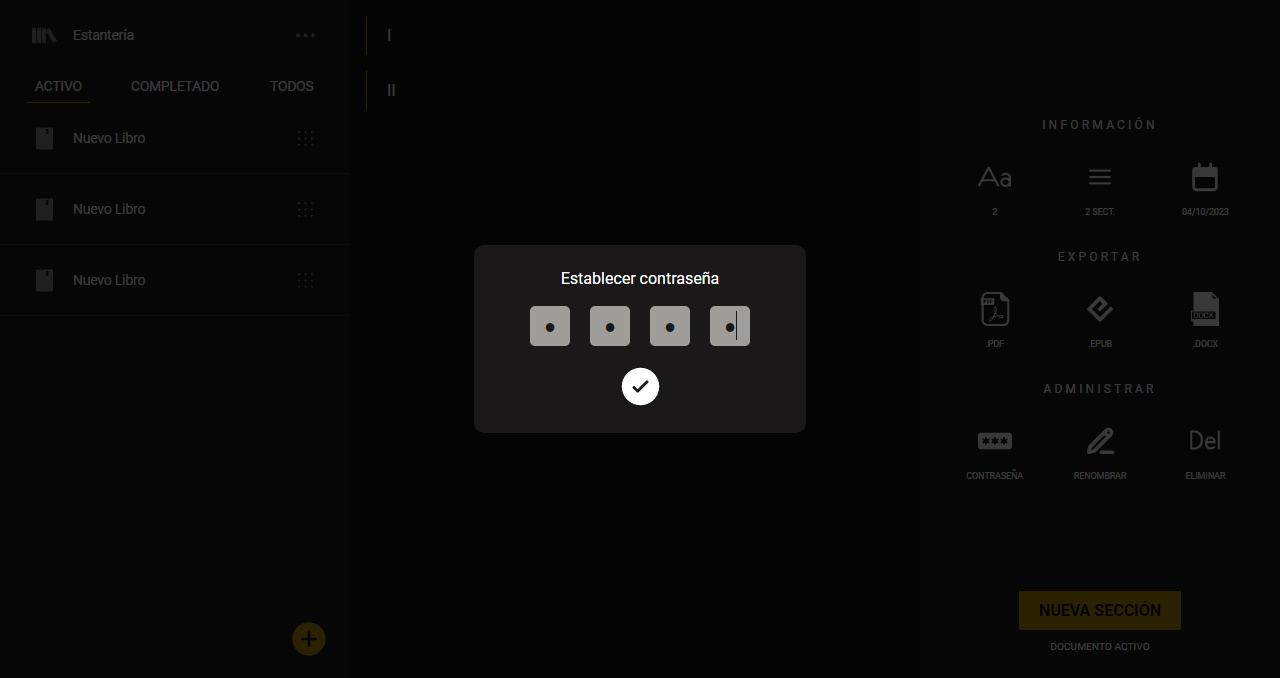 Estantería
ACTIVO COMPLETADO TODOS
Nuevo Libro
Nuevo Libro
Nuevo Libro
I
II
Establecer contraseña
INFORMACIÓN
Aa
2 2 SECT. 04/10/2023
EXPORTAR
PDF DOCX
.PDF .EPUB .DOCX
ADMINISTRAR
*** Del
CONTRASEÑA RENOMBRAR ELIMINAR
NUEVA SECCIÓN
DOCUMENTO ACTIVO